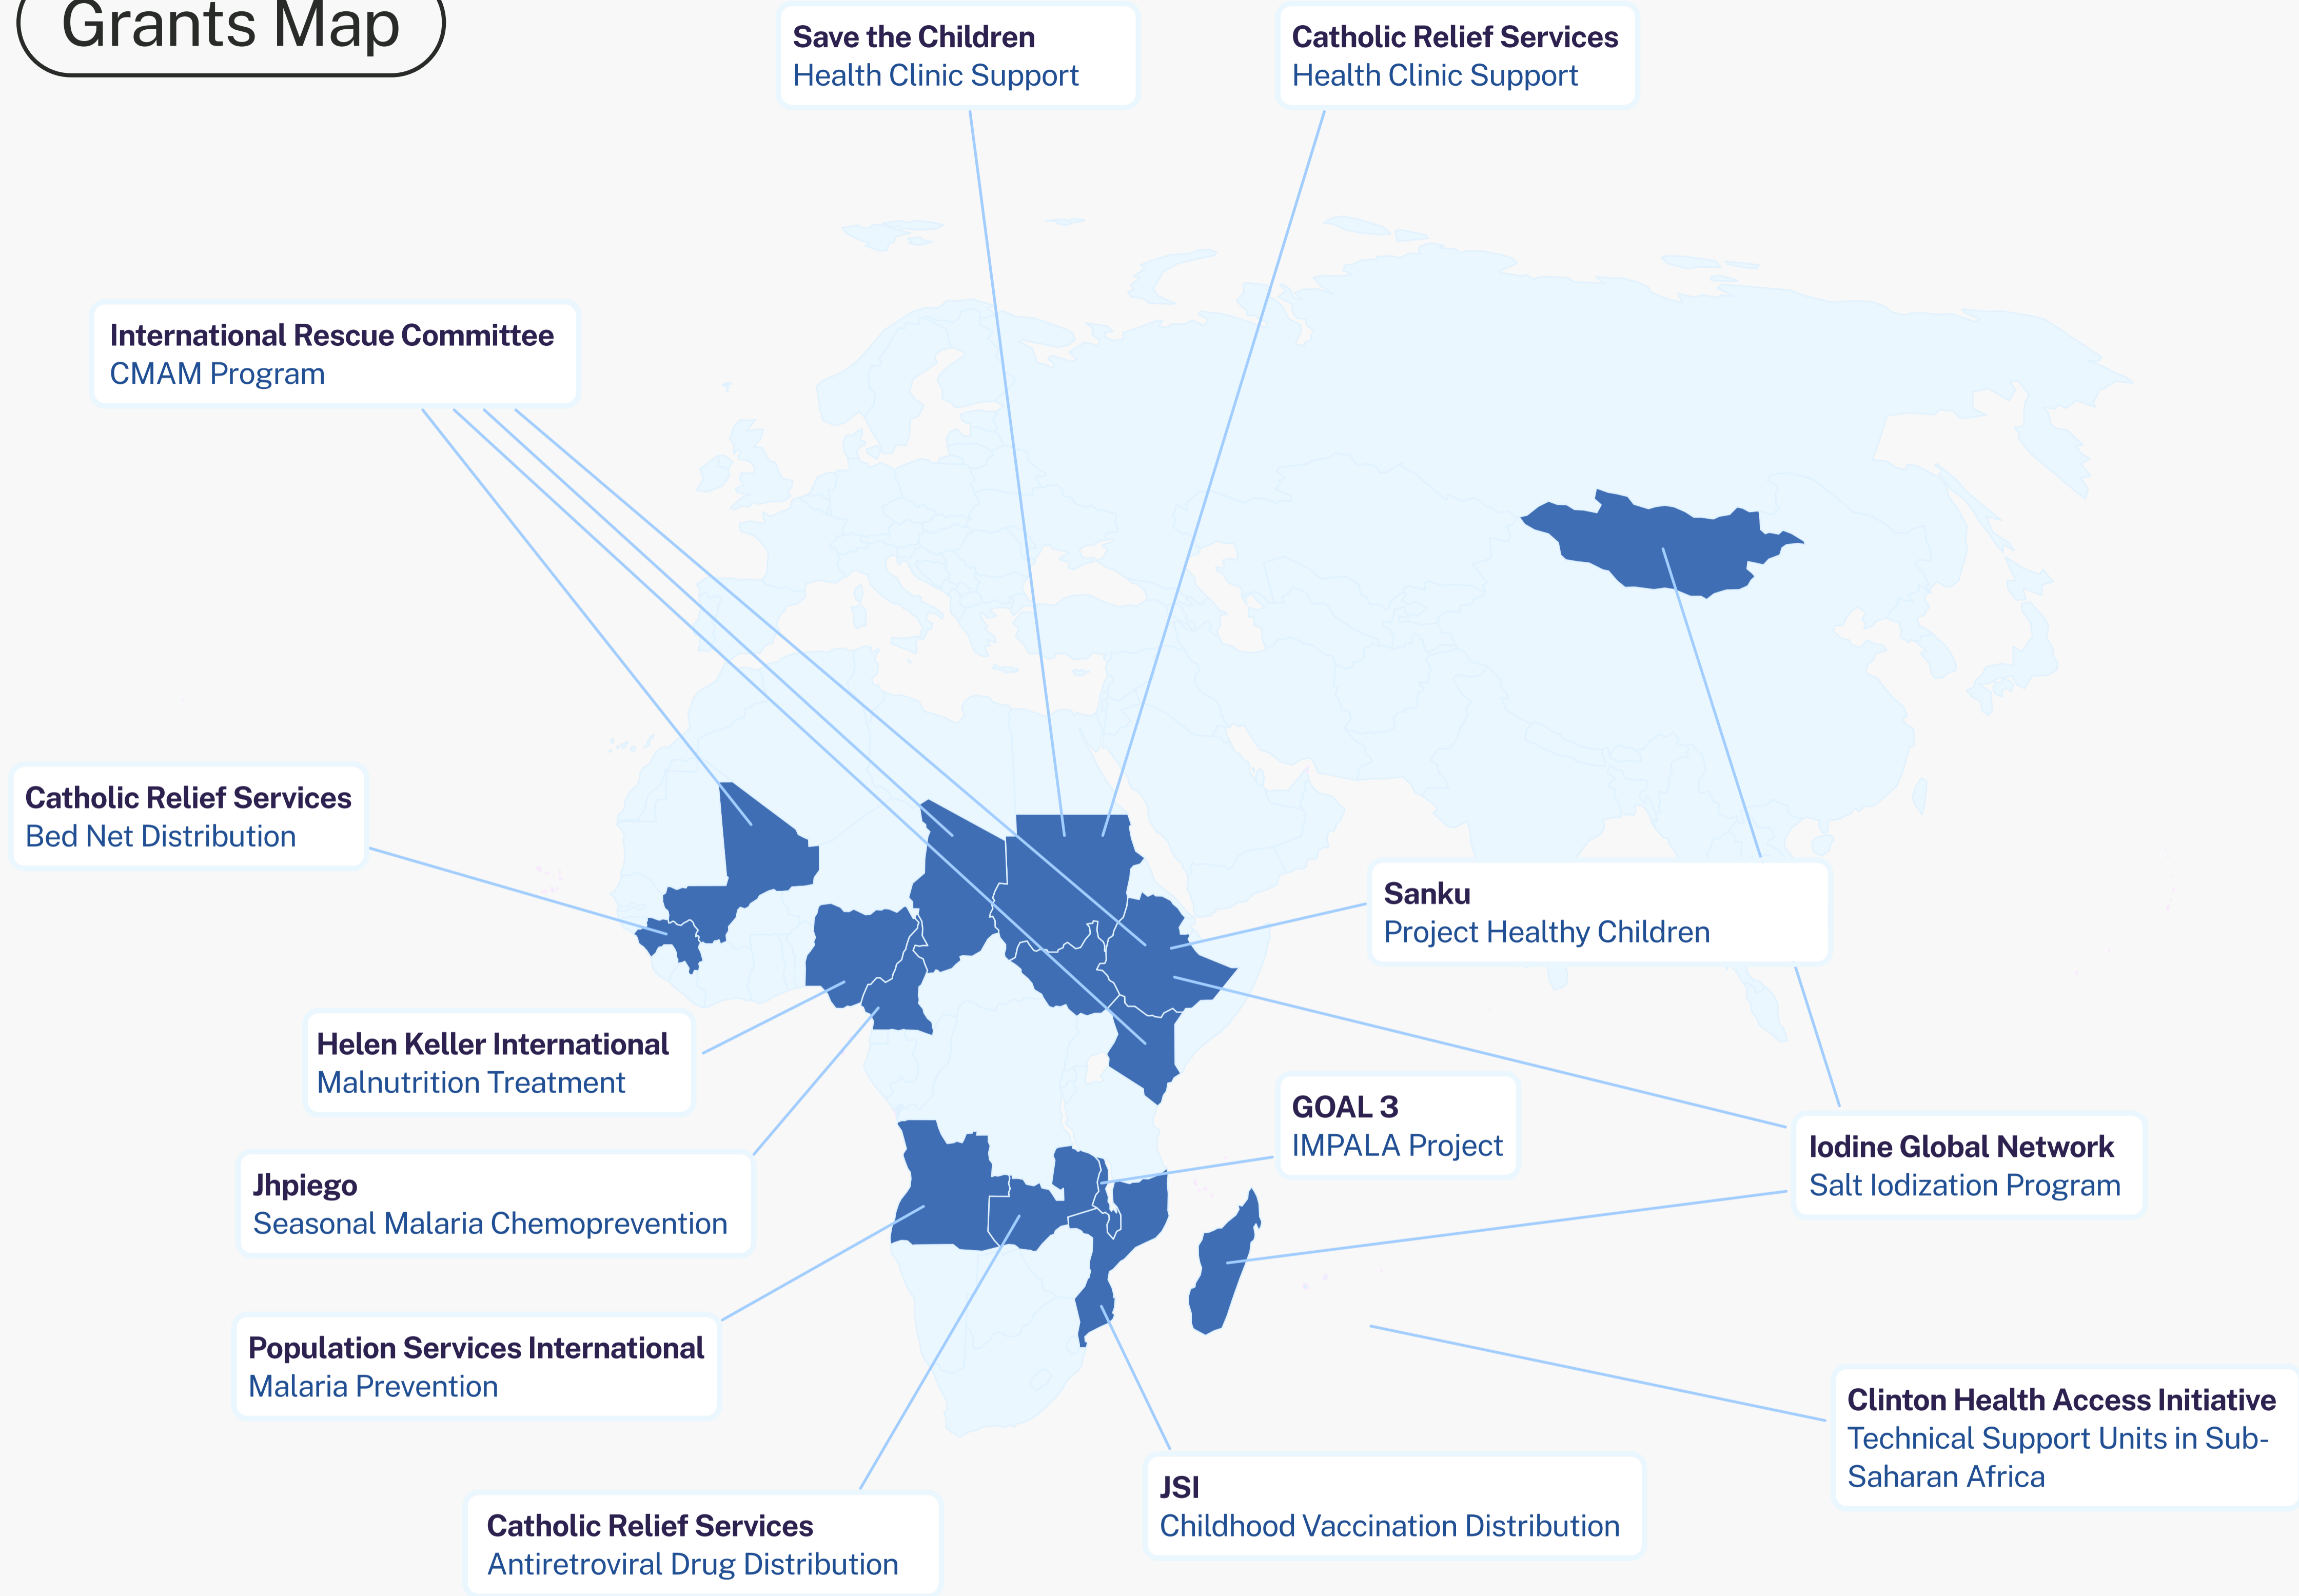 Grants Map
Save the Children
Health Clinic Support
Catholic Relief Services
Health Clinic Support
International Rescue Committee
CMAM Program
Catholic Relief Services
Bed Net Distribution
Sanku
Project Healthy Children
Helen Keller International
Malnutrition Treatment
GOAL 3
IMPALA Project
Iodine Global Network
Salt Iodization Program
Jhpiego
Seasonal Malaria Chemoprevention
Population Services International
Malaria Prevention
Clinton Health Access Initiative
Technical Support Units in Sub-
Saharan Africa
JSI
Childhood Vaccination Distribution
Catholic Relief Services
Antiretroviral Drug Distribution